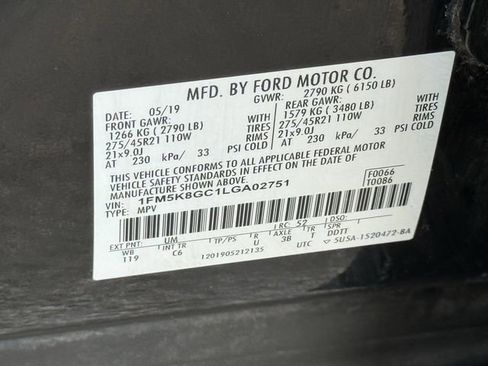 MFD. BY FORD MOTOR CO.
DATE: 05/19 GVWR: 2790 KG ( 6150 LB)
FRONT GAWR: REAR GAWR:
1266 KG ( 2790 LB) WITH 1579 KG ( 3480 LB) WITH
275/45R21 110W TIRES 275/45R21 110W TIRES
21x9.0J RIMS 21x9.0J RIMS
AT 230 kPa/ 33 PSI COLD AT 230 kPa/ 33 PSI COLD
THIS VEHICLE CONFORMS TO ALL APPLICABLE FEDERAL MOTOR
VEHICLE SAFETY AND THEFT PREVENTION STANDARDS IN EFFECT
ON THE DATE OF MANUFACTURE SHOWN ABOVE.
VIN: 1FM5K8GC1LGA02751 F0066
TYPE: MPV T0086
EXT PNT: UM RC: 52 DSO:
WB INT TR TP/PS R AXLE TR
119 C6 U 3B T DDTT
1201905212135 UTC 5USA-1520472-BA